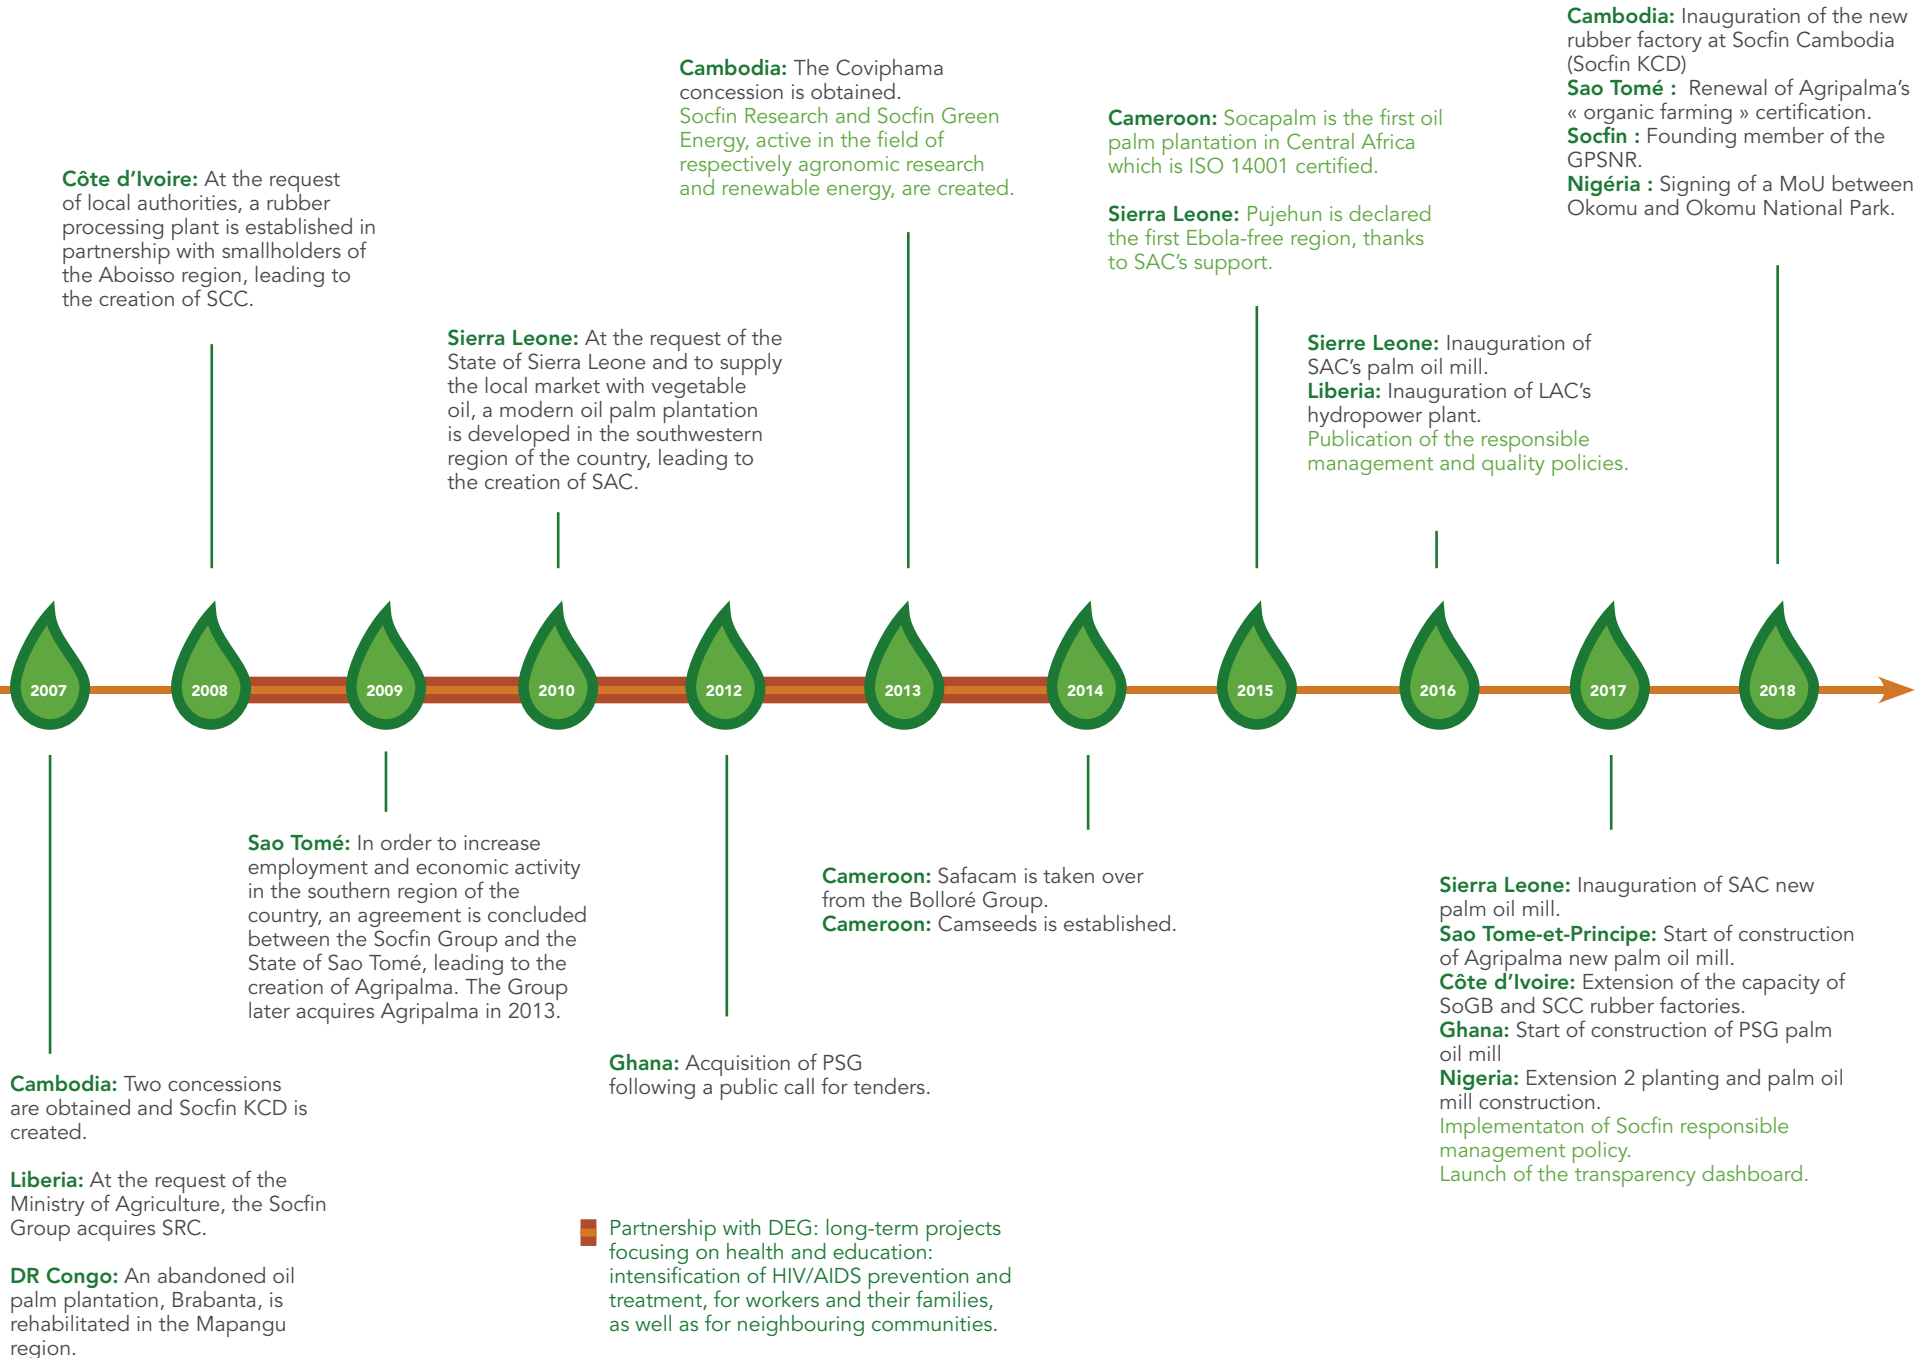 Côte d'Ivoire: At the request
of local authorities, a rubber
processing plant is established in
partnership with smallholders of
the Aboisso region, leading to
the creation of SCC.
Sierra Leone: At the request of the
State of Sierra Leone and to supply
the local market with vegetable
oil, a modern oil palm plantation
is developed in the southwestern
region of the country, leading to
the creation of SAC.
Cambodia: The Coviphama
concession is obtained.
Socfin Research and Socfin Green
Energy, active in the field of
respectively agronomic research
and renewable energy, are created.
Cameroon: Socapalm is the first oil
palm plantation in Central Africa
which is ISO 14001 certified.
Sierra Leone: Pujehun is declared
the first Ebola-free region, thanks
to SAC's support.
Sierre Leone: Inauguration of
SAC's palm oil mill.
Liberia: Inauguration of LAC's
hydropower plant.
Publication of the responsible
management and quality policies.
Cambodia: Inauguration of the new
rubber factory at Socfin Cambodia
(Socfin KCD)
Sao Tomé : Renewal of Agripalma's
« organic farming » certification.
Socfin : Founding member of the
GPSNR.
Nigéria : Signing of a MoU between
Okomu and Okomu National Park.
2007
2008
2009
2010
2012
2013
2014
2015
2016
2017
2018
Cambodia: Two concessions
are obtained and Socfin KCD is
created.
Liberia: At the request of the
Ministry of Agriculture, the Socfin
Group acquires SRC.
DR Congo: An abandoned oil
palm plantation, Brabanta, is
rehabilitated in the Mapangu
region.
Sao Tomé: In order to increase
employment and economic activity
in the southern region of the
country, an agreement is concluded
between the Socfin Group and the
State of Sao Tomé, leading to the
creation of Agripalma. The Group
later acquires Agripalma in 2013.
Ghana: Acquisition of PSG
following a public call for tenders.
Cameroon: Safacam is taken over
from the Bolloré Group.
Cameroon: Camseeds is established.
Sierra Leone: Inauguration of SAC new
palm oil mill.
Sao Tome-et-Principe: Start of construction
of Agripalma new palm oil mill.
Côte d'Ivoire: Extension of the capacity of
SoGB and SCC rubber factories.
Ghana: Start of construction of PSG palm
oil mill
Nigeria: Extension 2 planting and palm oil
mill construction.
Implementaton of Socfin responsible
management policy.
Launch of the transparency dashboard.
Partnership with DEG: long-term projects
focusing on health and education:
intensification of HIV/AIDS prevention and
treatment, for workers and their families,
as well as for neighbouring communities.